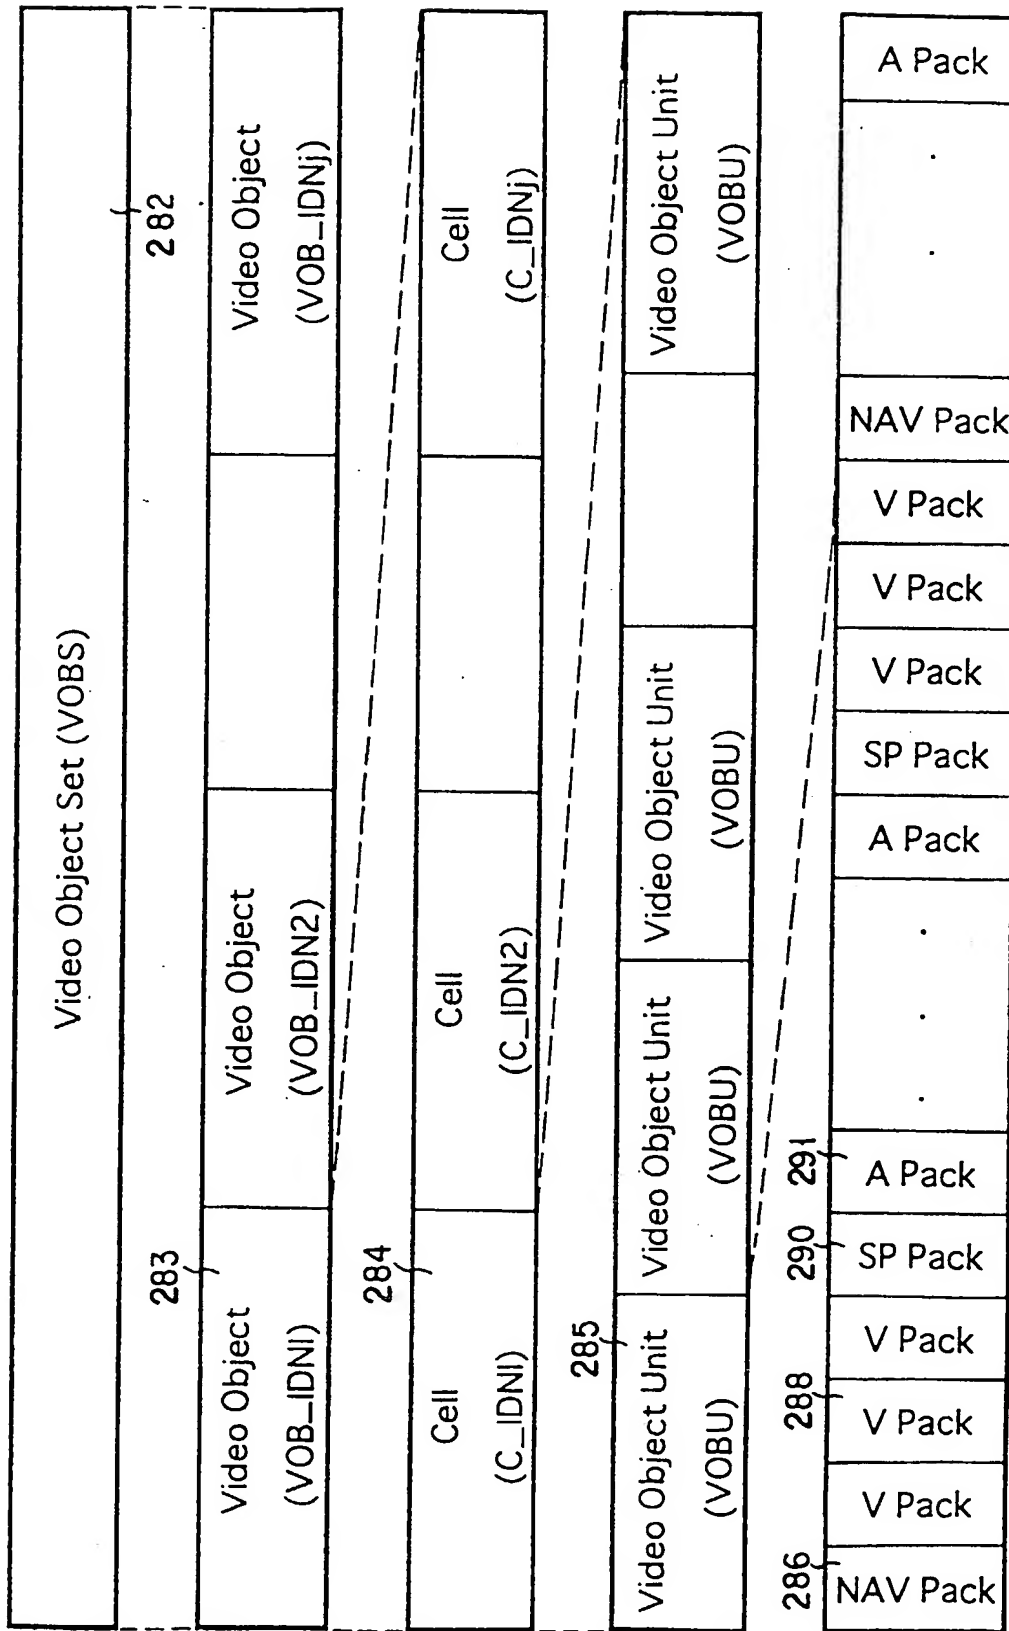 Video Object Set (VOBS)
282
283
Video Object
(VOB_IDN1)
Video Object
(VOB_IDN2)
Video Object
(VOB_IDNj)
284
Cell
(C_IDN1)
Cell
(C_IDN2)
Cell
(C_IDNj)
285
Video Object Unit
(VOBU)
Video Object Unit
(VOBU)
Video Object Unit
(VOBU)
Video Object Unit
(VOBU)
286
288
290
291
NAV Pack
V Pack
V Pack
V Pack
SP Pack
A Pack
. . .
A Pack
SP Pack
V Pack
V Pack
V Pack
NAV Pack
. .
A Pack